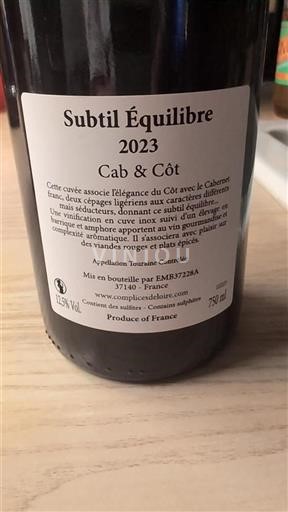 Subtil Équilibre
2023
Cab & Côt
Cette cuvée associe l'élégance du Côt avec le Cabernet
franc, deux cépages ligériens aux caractères différents
mais séducteurs, donnant ce subtil équilibre...
Une vinification en cuve inox suivi d'un élevage en
barrique et amphore apportent au vin gourmandise et
complexité arômatique. Il s'associera avec plaisir sur
des viandes rouges et plats épicés.
VINIOU
Appellation Touraine Contrôlée
Mis en bouteille par EMB37228A
37140 - France
www.complicesdeloire.com
12,5% Vol.
Contient des sulfites - Contains sulphites
750 ml
Produce of France